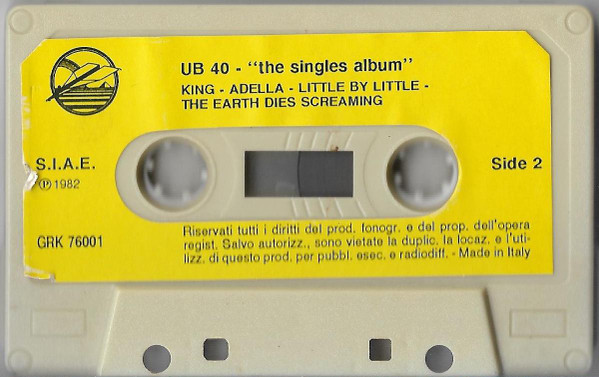 UB 40 - "the singles album"
KING - ADELLA - LITTLE BY LITTLE -
THE EARTH DIES SCREAMING
S.I.A.E.
Ⓟ 1982
Side 2
GRK 76001
Riservati tutti i diritti del prod. fonogr. e del prop. dell'opera
regist. Salvo autorizz., sono vietate la duplic. la locaz. e l'uti-
lizz. di questo prod. per pubbl. esec. e radiodiff. - Made in Italy